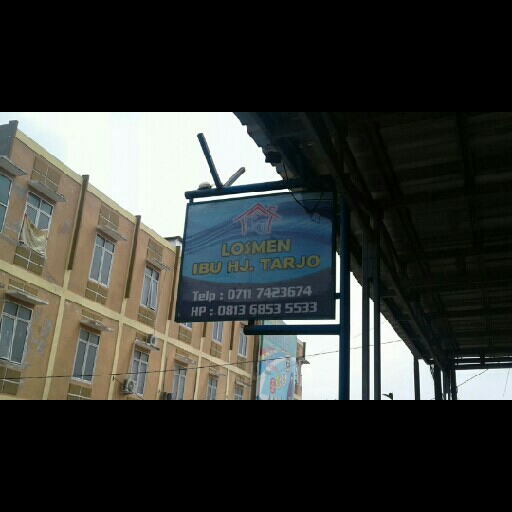 LOSMEN
IBU HJ. TARJO
Telp : 0711 7423674
HP : 0813 6853 5533